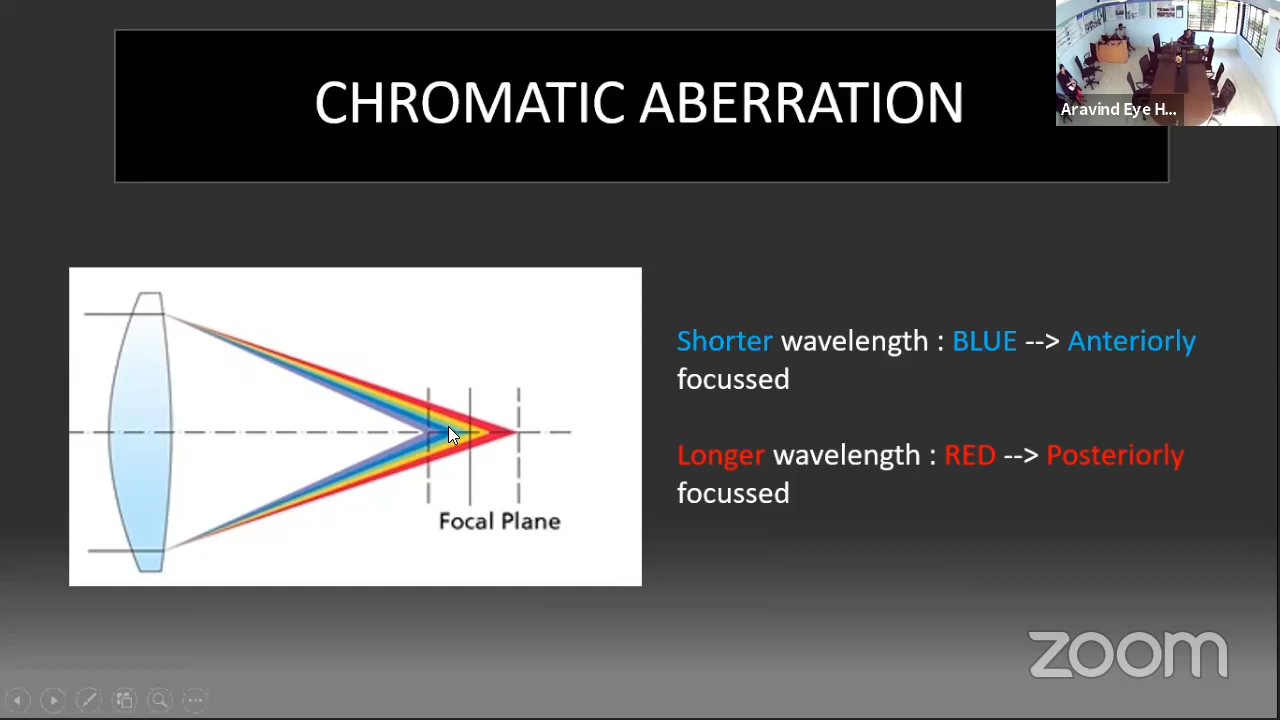 CHROMATIC ABERRATION
Aravind Eye H...
Shorter wavelength : BLUE --> Anteriorly
focussed
Longer wavelength : RED --> Posteriorly
focussed
Focal Plane
zoom